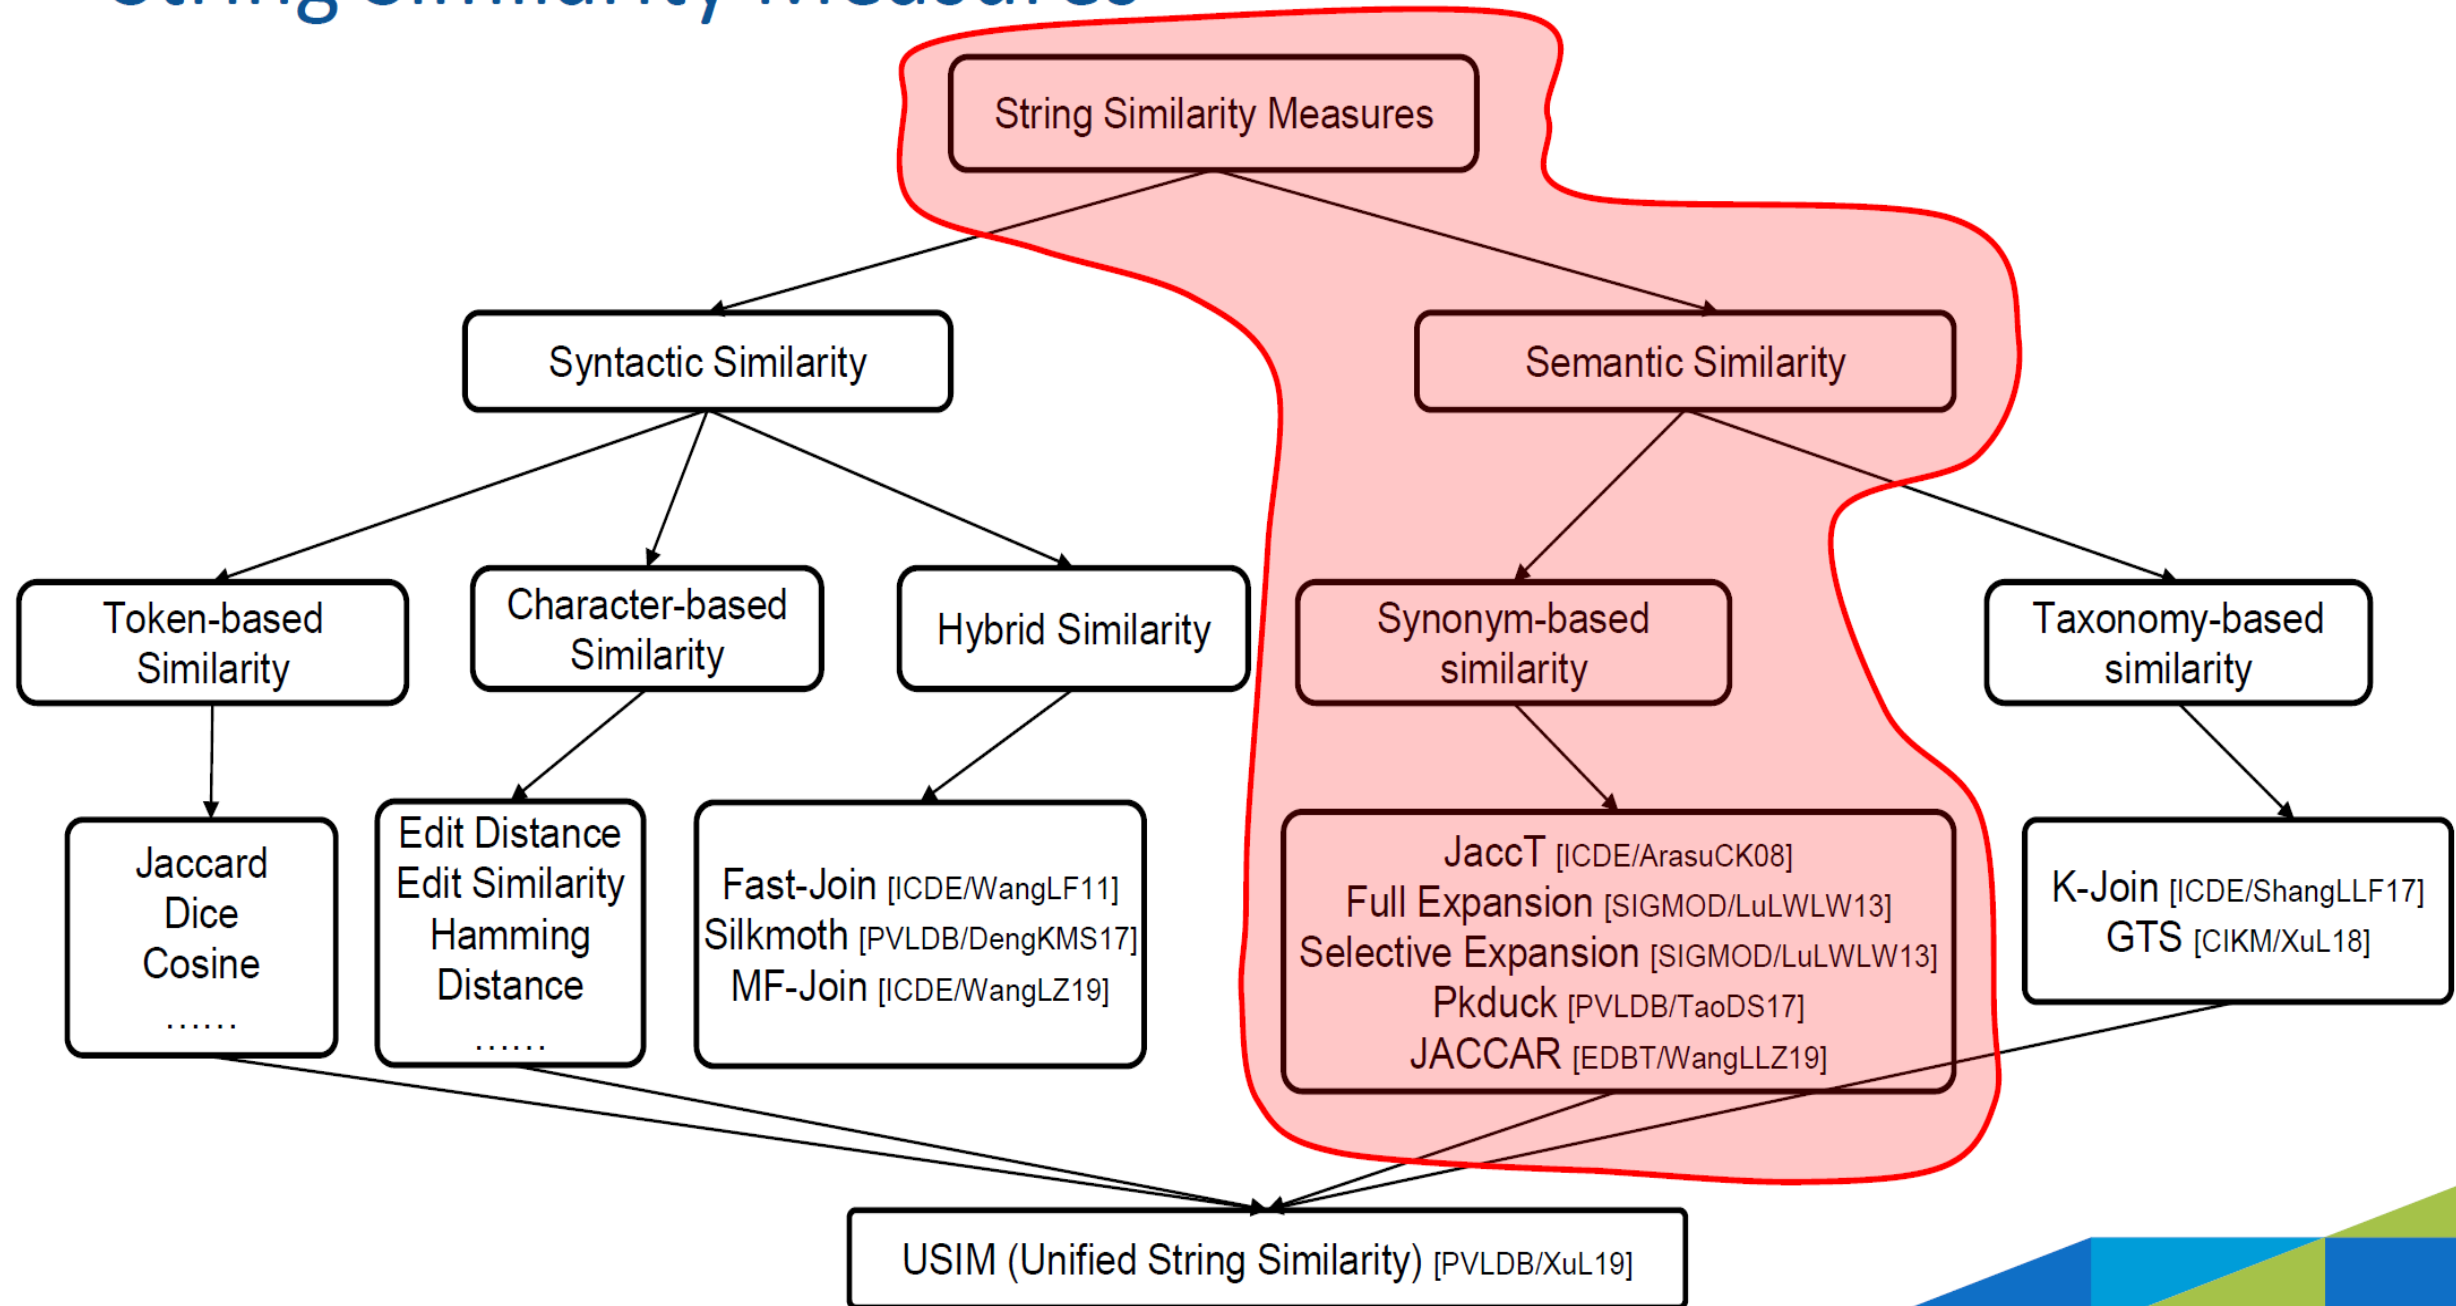 String Similarity Measures
String Similarity Measures
Syntactic Similarity
Semantic Similarity
Token-based
Similarity
Character-based
Similarity
Hybrid Similarity
Synonym-based
similarity
Taxonomy-based
similarity
Jaccard
Dice
Cosine
......
Edit Distance
Edit Similarity
Hamming
Distance
......
Fast-Join [ICDE/WangLF11]
Silkmoth [PVLDB/DengKMS17]
MF-Join [ICDE/WangLZ19]
JaccT [ICDE/ArasuCK08]
Full Expansion [SIGMOD/LuLWLW13]
Selective Expansion [SIGMOD/LuLWLW13]
Pkduck [PVLDB/TaoDS17]
JACCAR [EDBT/WangLLZ19]
K-Join [ICDE/ShangLLF17]
GTS [CIKM/XuL18]
USIM (Unified String Similarity) [PVLDB/XuL19]